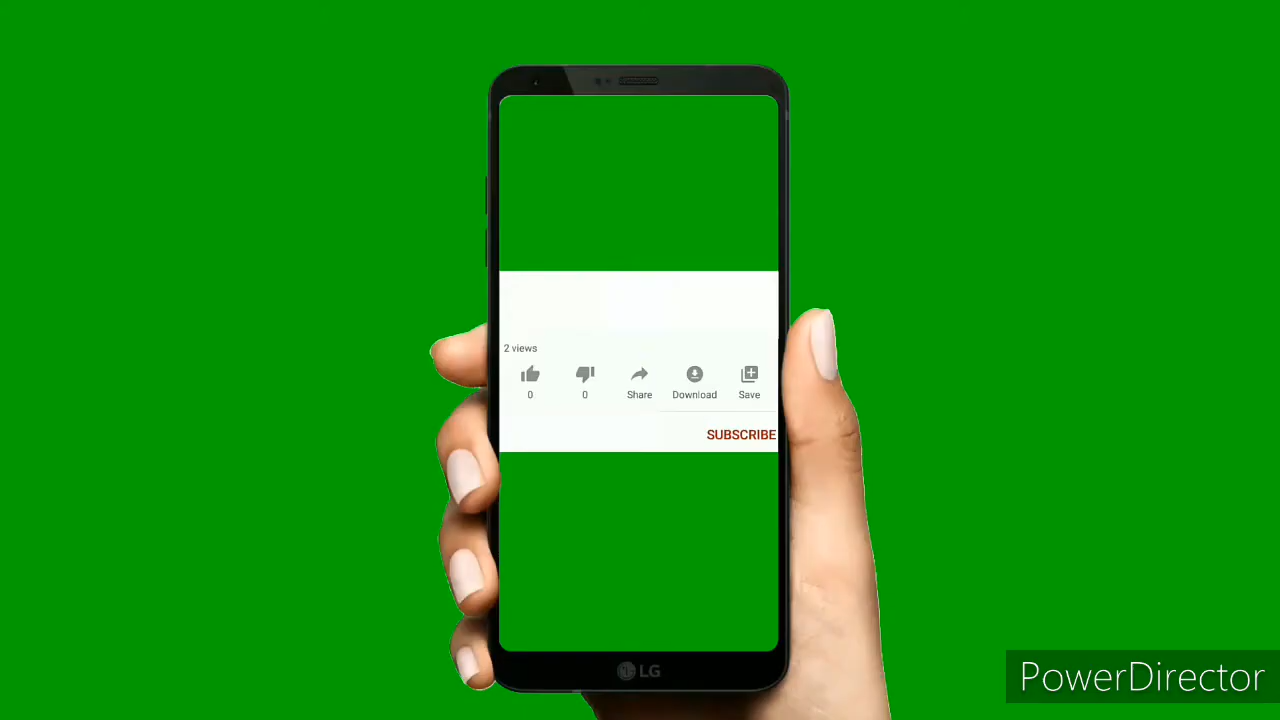 2 views
0 0 Share Download Save
SUBSCRIBE
LG
PowerDirector